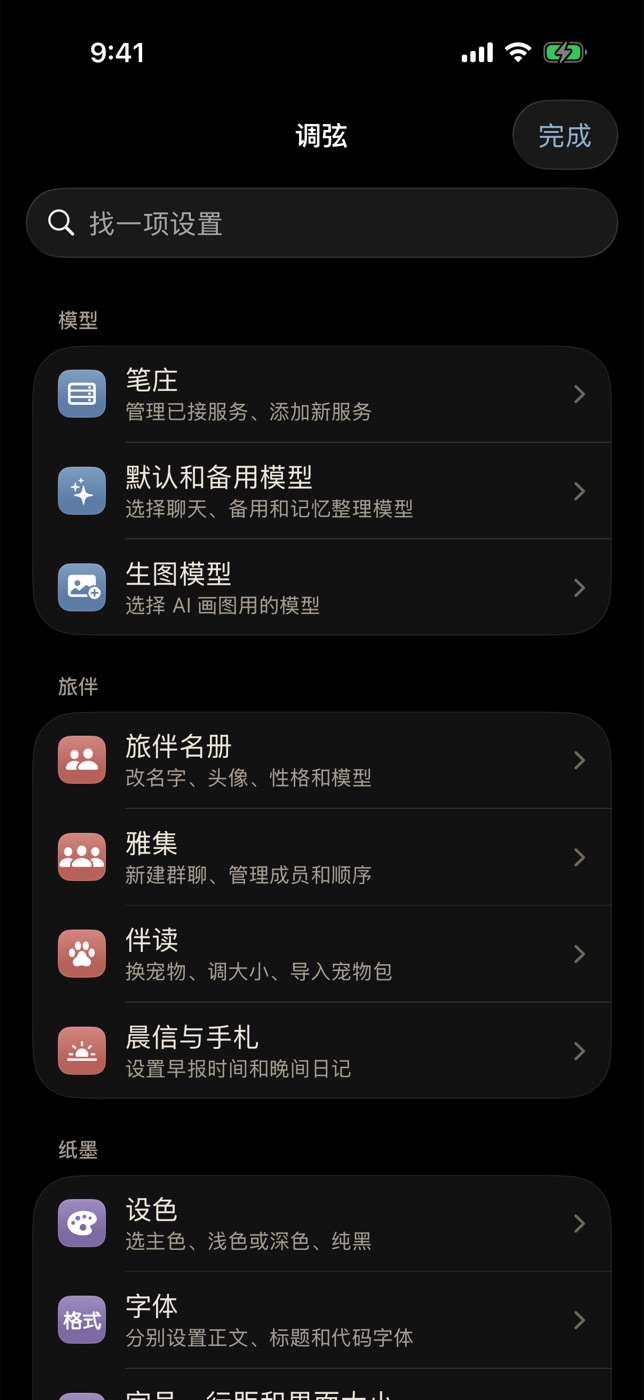 9:41
调弦
完成
找一项设置
模型
笔庄
管理已接服务、添加新服务
默认和备用模型
选择聊天、备用和记忆整理模型
生图模型
选择 AI 画图用的模型
旅伴
旅伴名册
改名字、头像、性格和模型
雅集
新建群聊、管理成员和顺序
伴读
换宠物、调大小、导入宠物包
晨信与手札
设置早报时间和晚间日记
纸墨
设色
选主色、浅色或深色、纯黑
格式
字体
分别设置正文、标题和代码字体